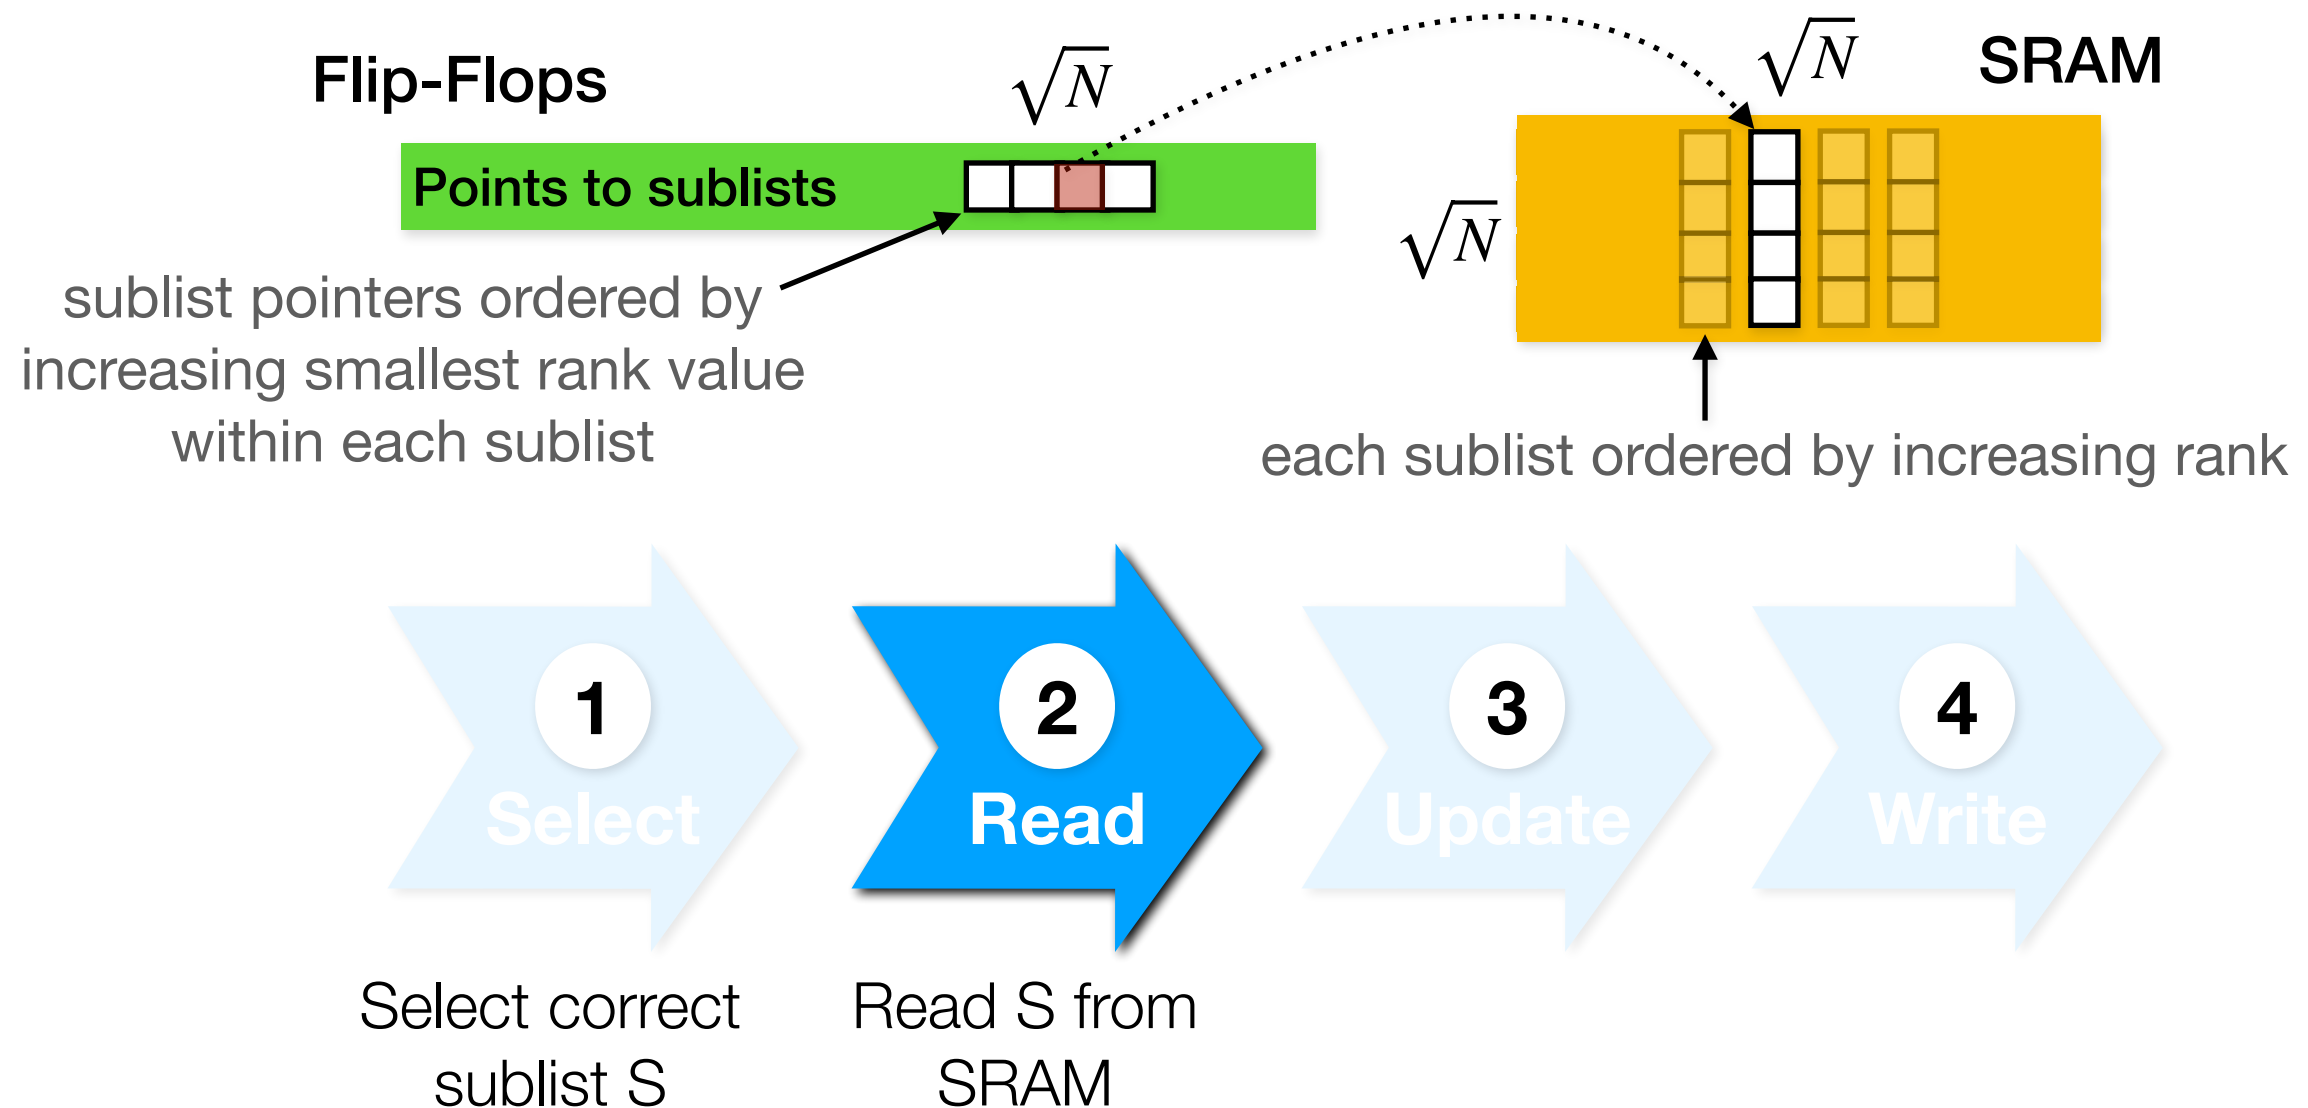 Flip-Flops
√N
√N
SRAM
Points to sublists
√N
sublist pointers ordered by
increasing smallest rank value
within each sublist
each sublist ordered by increasing rank
1
Select
2
Read
3
Update
4
Write
Select correct
sublist S
Read S from
SRAM